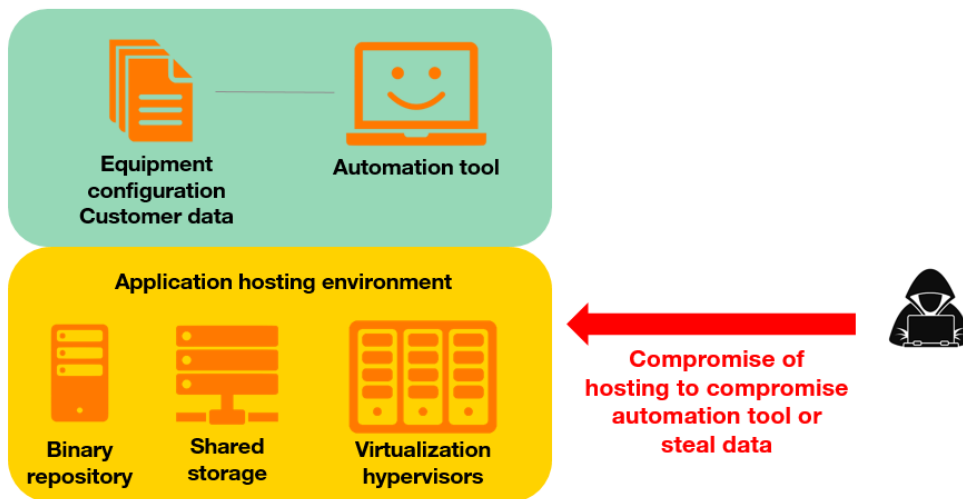 Equipment
configuration
Customer data
Automation tool
Application hosting environment
Binary
repository
Shared
storage
Virtualization
hypervisors
Compromise of
hosting to compromise
automation tool or
steal data